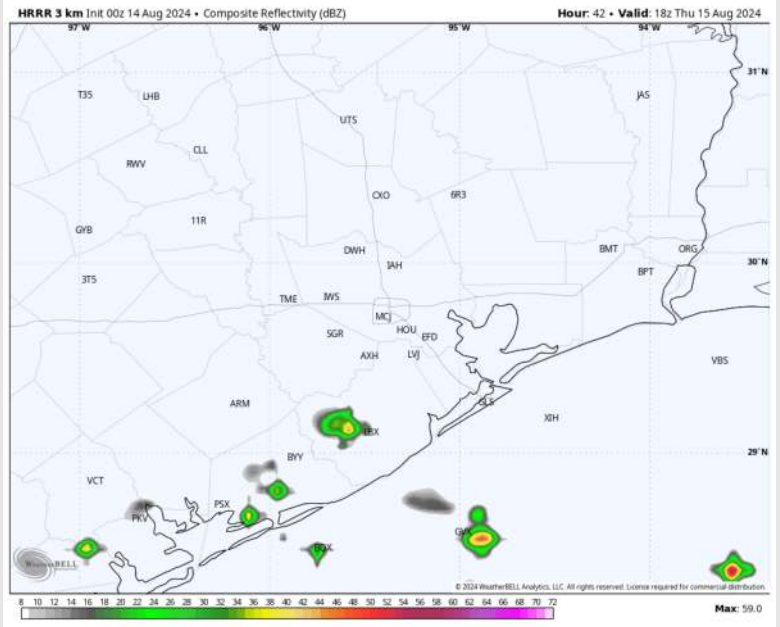 HRRR 3 km Init 00z 14 Aug 2024 • Composite Reflectivity (dBZ) Hour: 42 • Valid: 18z Thu 15 Aug 2024
97°W 96°W 95°W 94°W
31°N
T35 LHB JAS
UTS
CLL
RWV
CXO 6R3
11R
GYB
DWH BMT ORG
IAH 30°N
BPT
3T5
TME IWS
MCJ
SGR HOU EFD
AXH LVJ
VBS
ARM GLS
XIH
LBX
BYY 29°N
VCT
PSX
PKV
GVX
BQX
WEATHERBELL
© 2024 WeatherBELL Analytics, LLC. All rights reserved. License required for commercial distribution.
8 10 12 14 16 18 20 22 24 26 28 30 32 34 36 38 40 42 44 46 48 50 52 54 56 58 60 62 64 66 68 70 72
Max: 59.0